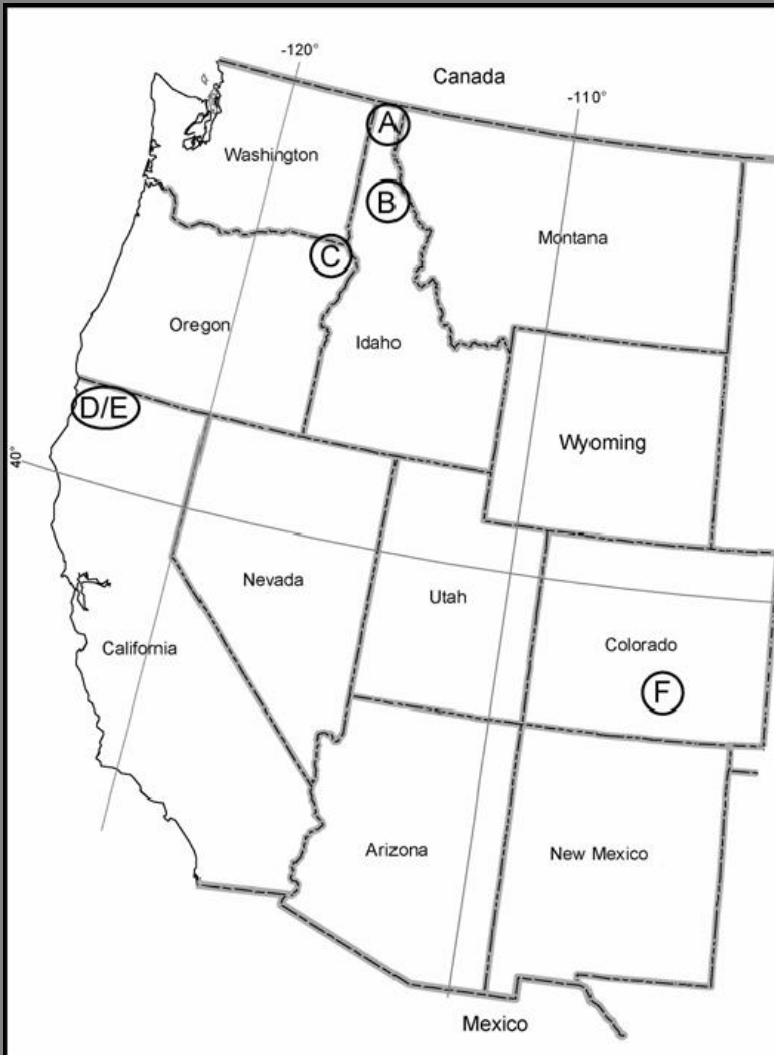 -120°
Canada
-110°
A
Washington
B
Montana
C
Oregon
Idaho
D/E
Wyoming
40°
Nevada
Utah
Colorado
California
F
Arizona
New Mexico
Mexico